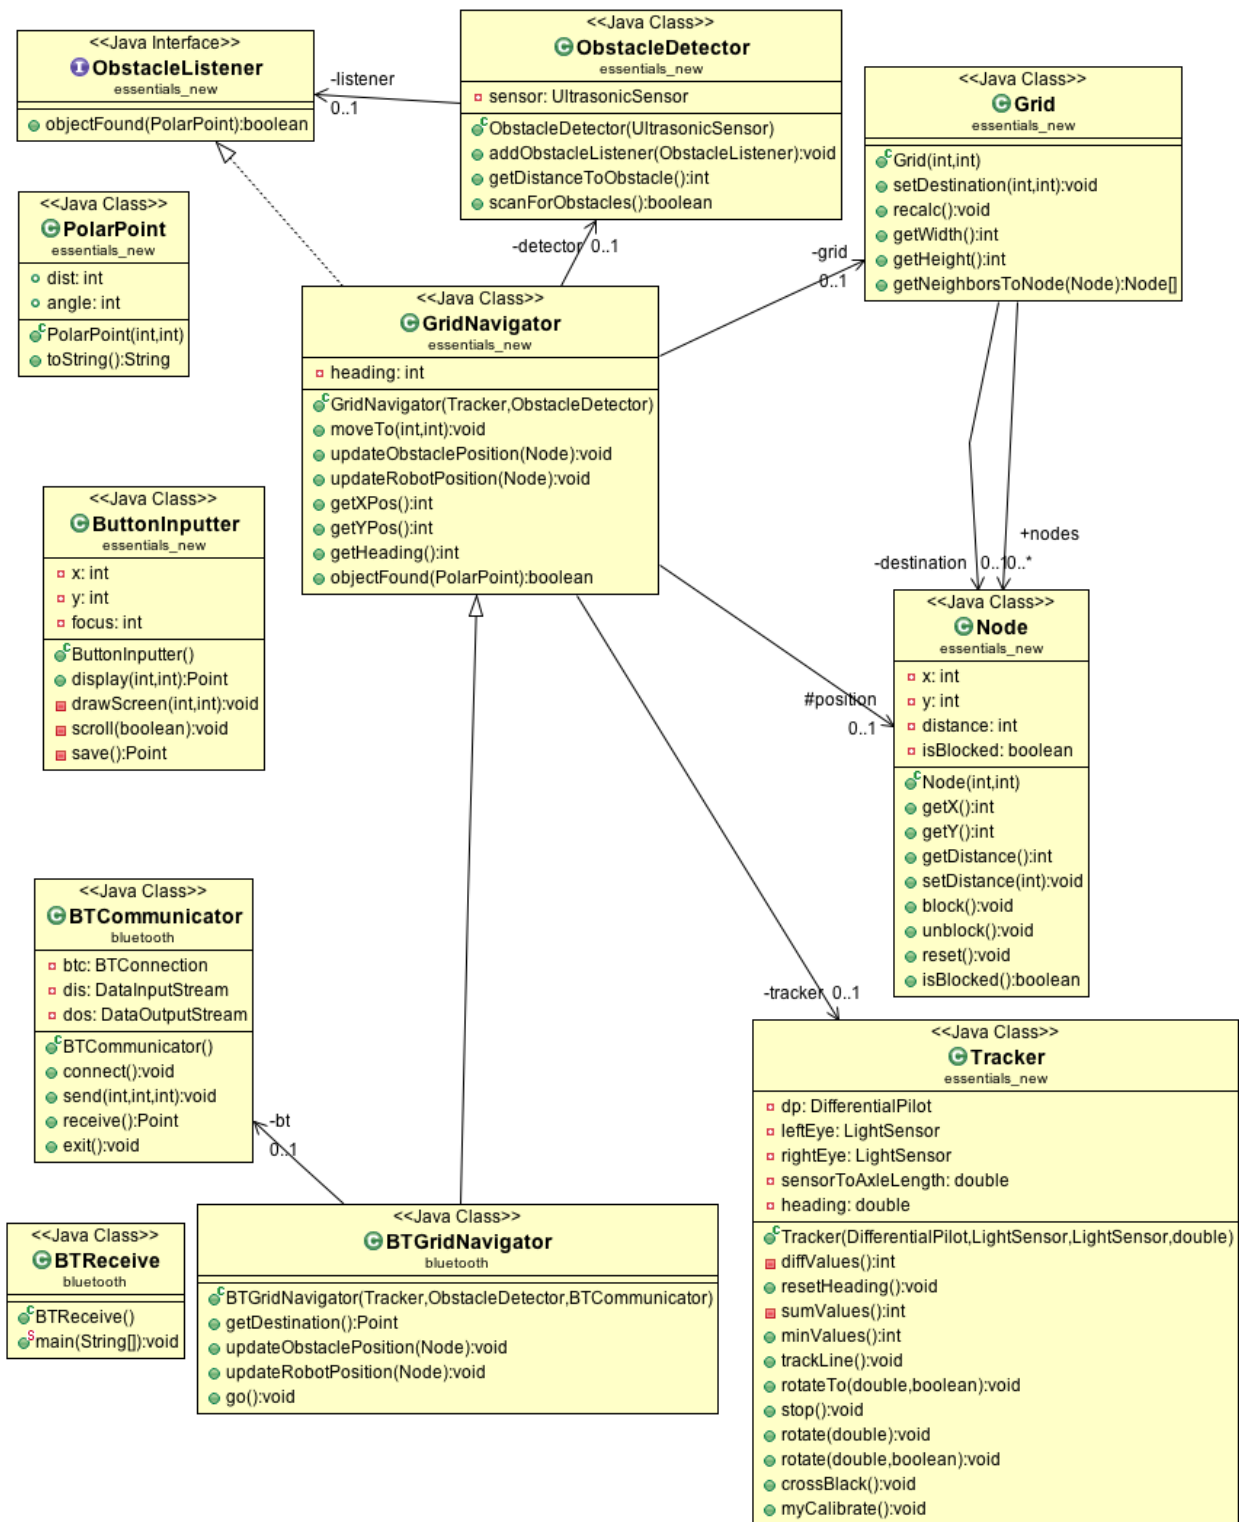 <<Java Interface>>
ObstacleListener
essentials_new
objectFound(PolarPoint):boolean
-listener
0..1
<<Java Class>>
ObstacleDetector
essentials_new
sensor: UltrasonicSensor
ObstacleDetector(UltrasonicSensor)
addObstacleListener(ObstacleListener):void
getDistanceToObstacle():int
scanForObstacles():boolean
<<Java Class>>
Grid
essentials_new
Grid(int,int)
setDestination(int,int):void
recalc():void
getWidth():int
getHeight():int
getNeighborsToNode(Node):Node[]
<<Java Class>>
PolarPoint
essentials_new
dist: int
angle: int
PolarPoint(int,int)
toString():String
-detector 0..1
-grid
0..1
<<Java Class>>
GridNavigator
essentials_new
heading: int
GridNavigator(Tracker,ObstacleDetector)
moveTo(int,int):void
updateObstaclePosition(Node):void
updateRobotPosition(Node):void
getXPos():int
getYPos():int
getHeading():int
objectFound(PolarPoint):boolean
<<Java Class>>
ButtonInputter
essentials_new
x: int
y: int
focus: int
ButtonInputter()
display(int,int):Point
drawScreen(int,int):void
scroll(boolean):void
save():Point
+nodes
-destination 0..1 0..*
<<Java Class>>
Node
essentials_new
x: int
y: int
distance: int
isBlocked: boolean
Node(int,int)
getX():int
getY():int
getDistance():int
setDistance(int):void
block():void
unblock():void
reset():void
isBlocked():boolean
#position
0..1
<<Java Class>>
BTCommunicator
bluetooth
btc: BTConnection
dis: DataInputStream
dos: DataOutputStream
BTCommunicator()
connect():void
send(int,int,int):void
receive():Point
exit():void
-bt
0..1
-tracker 0..1
<<Java Class>>
Tracker
essentials_new
dp: DifferentialPilot
leftEye: LightSensor
rightEye: LightSensor
sensorToAxleLength: double
heading: double
Tracker(DifferentialPilot,LightSensor,LightSensor,double)
diffValues():int
resetHeading():void
sumValues():int
minValues():int
trackLine():void
rotateTo(double,boolean):void
stop():void
rotate(double):void
rotate(double,boolean):void
crossBlack():void
myCalibrate():void
<<Java Class>>
BTReceive
bluetooth
BTReceive()
main(String[]):void
<<Java Class>>
BTGridNavigator
bluetooth
BTGridNavigator(Tracker,ObstacleDetector,BTCommunicator)
getDestination():Point
updateObstaclePosition(Node):void
updateRobotPosition(Node):void
go():void